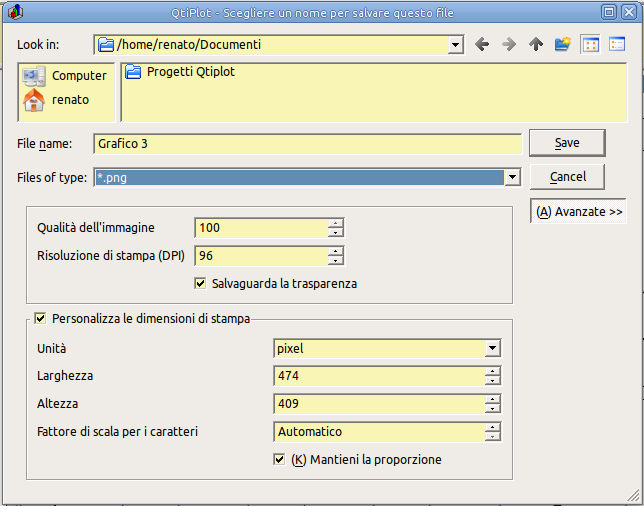 QtiPlot - Scegliere un nome per salvare questo file
Look in: /home/renato/Documenti
Computer
renato
Progetti Qtiplot
File name: Grafico 3 Save
Files of type: *.png Cancel
(A) Avanzate >>
Qualità dell'immagine 100
Risoluzione di stampa (DPI) 96
Salvaguarda la trasparenza
Personalizza le dimensioni di stampa
Unità pixel
Larghezza 474
Altezza 409
Fattore di scala per i caratteri Automatico
(K) Mantieni la proporzione